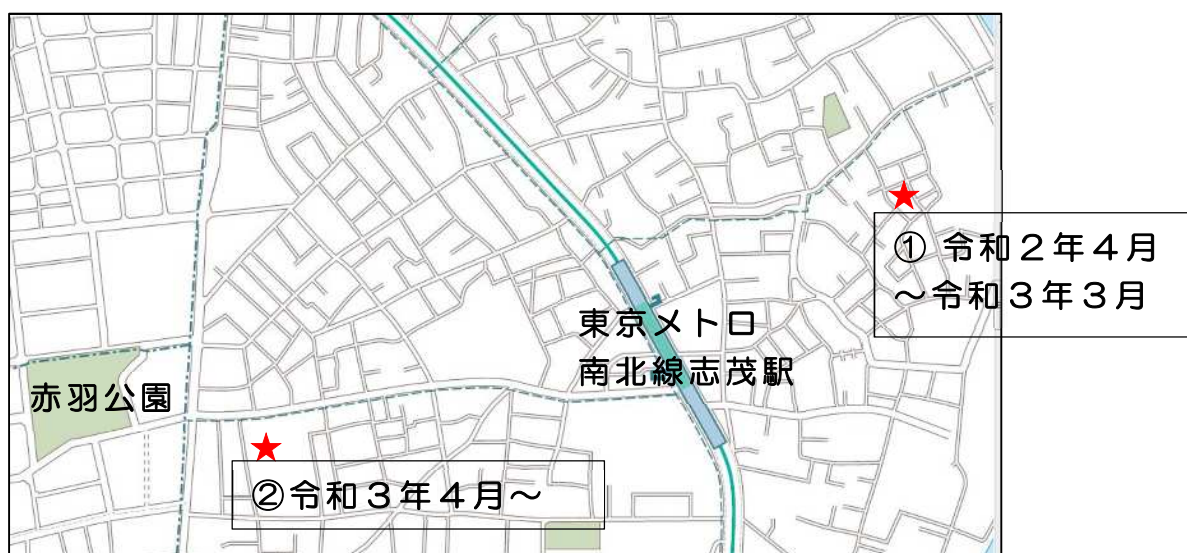 ① 令和２年４月
～令和３年３月
東京メトロ
南北線志茂駅
赤羽公園
②令和３年４月～